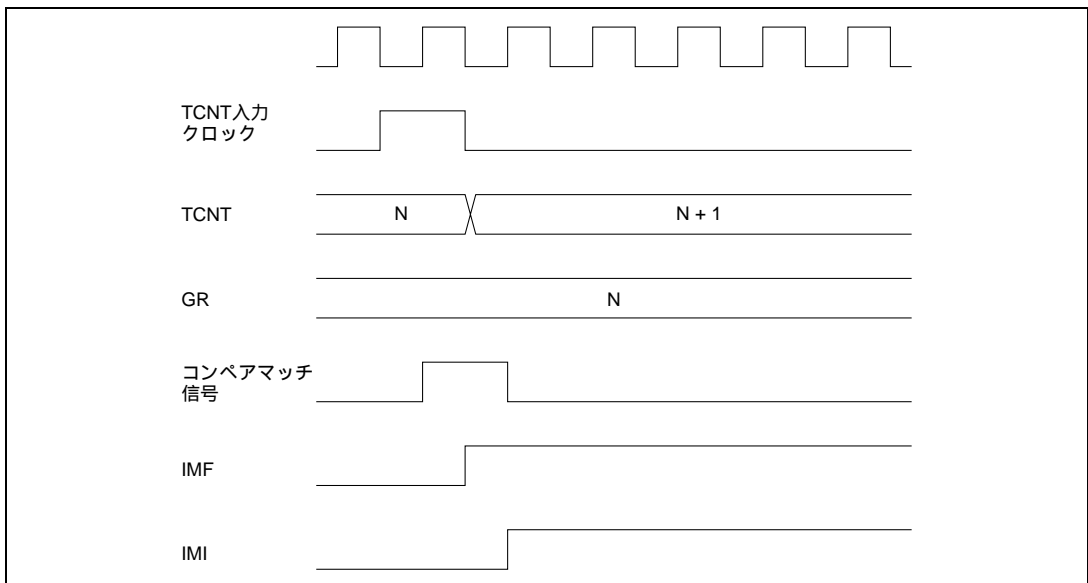 TCNT入力
クロック
TCNT
N
N + 1
GR
N
コンペアマッチ
信号
IMF
IMI